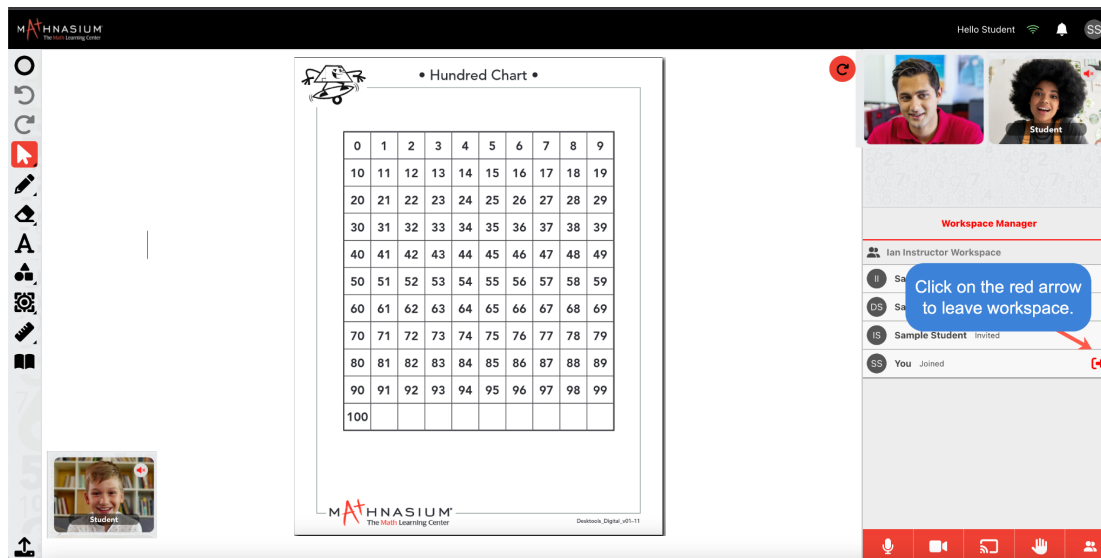 MATHNASIUM
The Math Learning Center
Hello Student
SS
• Hundred Chart •
0 1 2 3 4 5 6 7 8 9
10 11 12 13 14 15 16 17 18 19
20 21 22 23 24 25 26 27 28 29
30 31 32 33 34 35 36 37 38 39
40 41 42 43 44 45 46 47 48 49
50 51 52 53 54 55 56 57 58 59
60 61 62 63 64 65 66 67 68 69
70 71 72 73 74 75 76 77 78 79
80 81 82 83 84 85 86 87 88 89
90 91 92 93 94 95 96 97 98 99
100
MATHNASIUM
The Math Learning Center
Desktools_Digital_v01-11
A
Student
Student
Workspace Manager
Ian Instructor Workspace
II Sa
DS Sa
Click on the red arrow
to leave workspace.
IS Sample Student Invited
SS You Joined